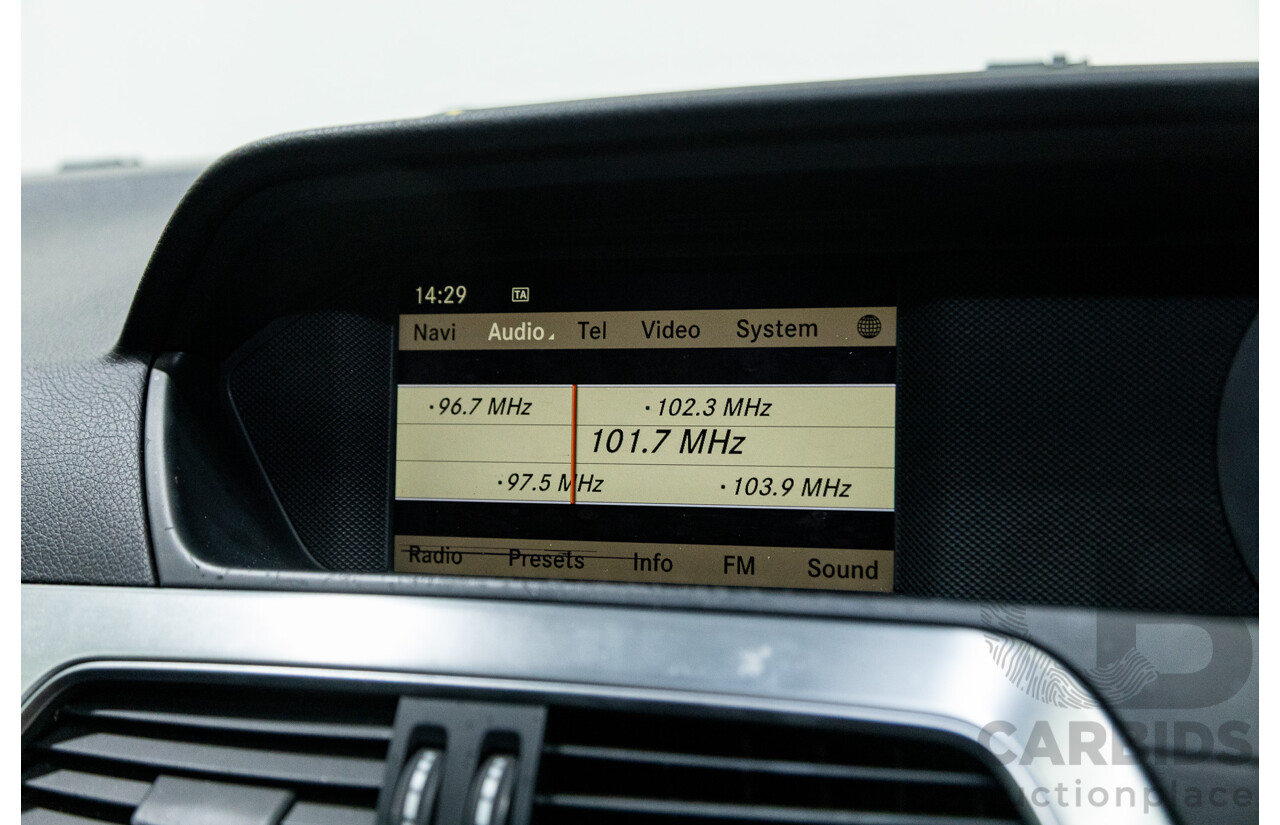 14:29 TA
Navi Audio Tel Video System
96.7 MHz 102.3 MHz
101.7 MHz
97.5 MHz 103.9 MHz
Radio Presets Info FM Sound
CARBIDS